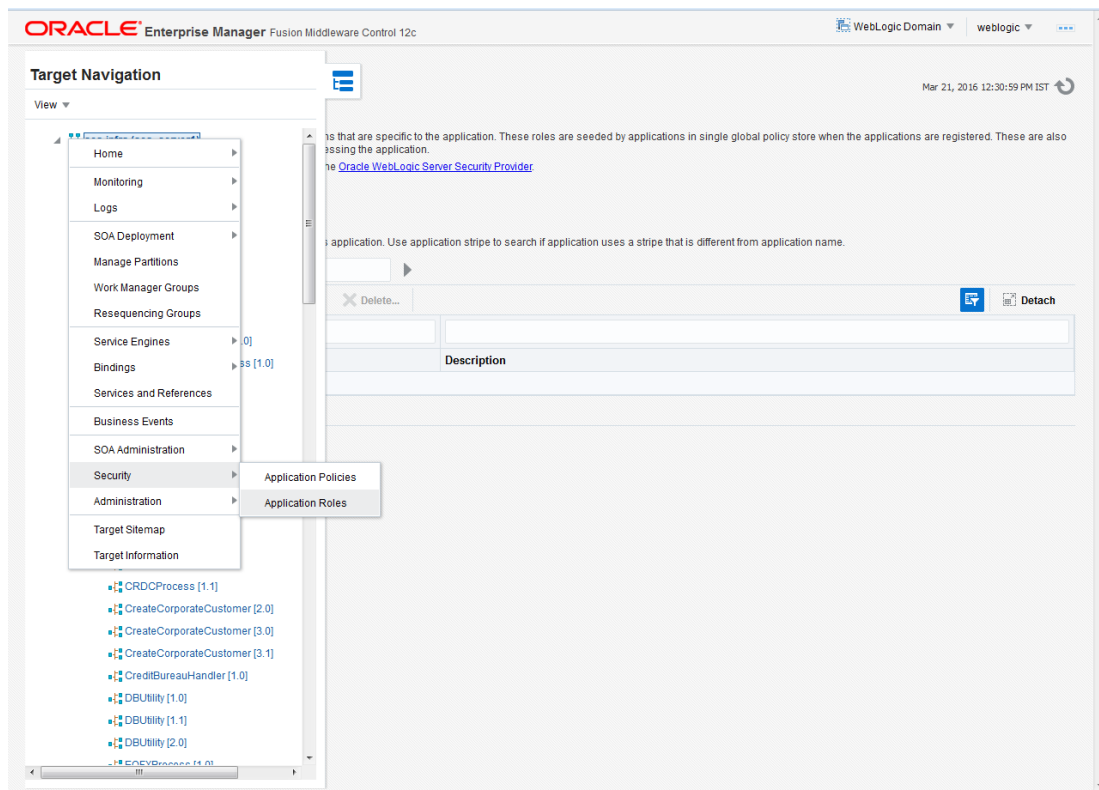 ORACLE Enterprise Manager Fusion Middleware Control 12c
WebLogic Domain
weblogic
Target Navigation
View
Mar 21, 2016 12:30:59 PM IST
that are specific to the application. These roles are seeded by applications in single global policy store when the applications are registered. These are also
the application.
Oracle WebLogic Server Security Provider.
application. Use application stripe to search if application uses a stripe that is different from application name.
Delete...
Detach
Description
Home
Monitoring
Logs
SOA Deployment
Manage Partitions
Work Manager Groups
Resequencing Groups
Service Engines
Bindings
Services and References
Business Events
SOA Administration
Security
Administration
Target Sitemap
Target Information
Application Policies
Application Roles
.0]
ss [1.0]
CRDCProcess [1.1]
CreateCorporateCustomer [2.0]
CreateCorporateCustomer [3.0]
CreateCorporateCustomer [3.1]
CreditBureauHandler [1.0]
DBUtility [1.0]
DBUtility [1.1]
DBUtility [2.0]